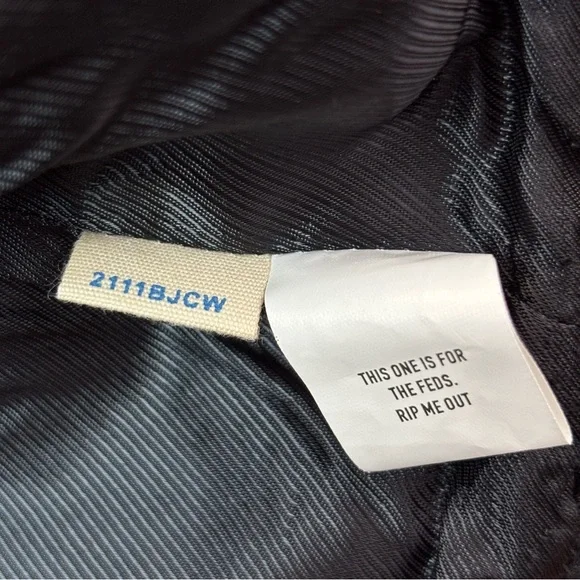 2111BJCW
THIS ONE IS FOR
THE FEDS.
RIP ME OUT